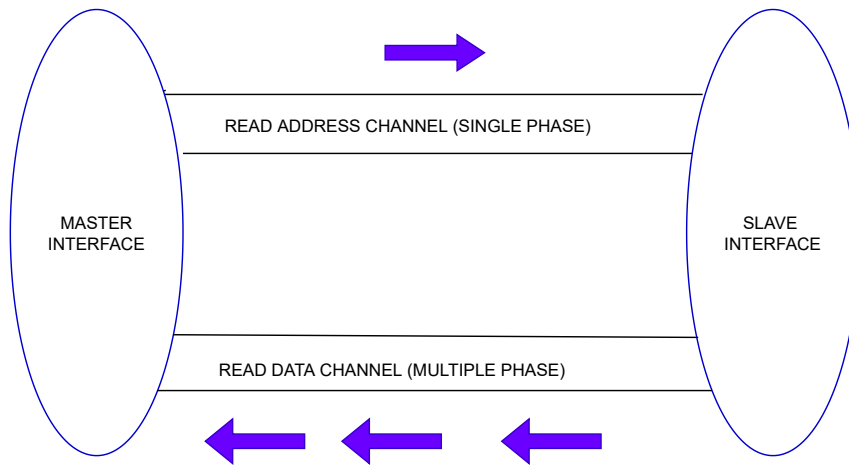 READ ADDRESS CHANNEL (SINGLE PHASE)
MASTER
INTERFACE
SLAVE
INTERFACE
READ DATA CHANNEL (MULTIPLE PHASE)